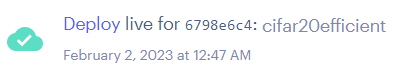 Deploy live for 6798e6c4: cifar20efficient
February 2, 2023 at 12:47 AM